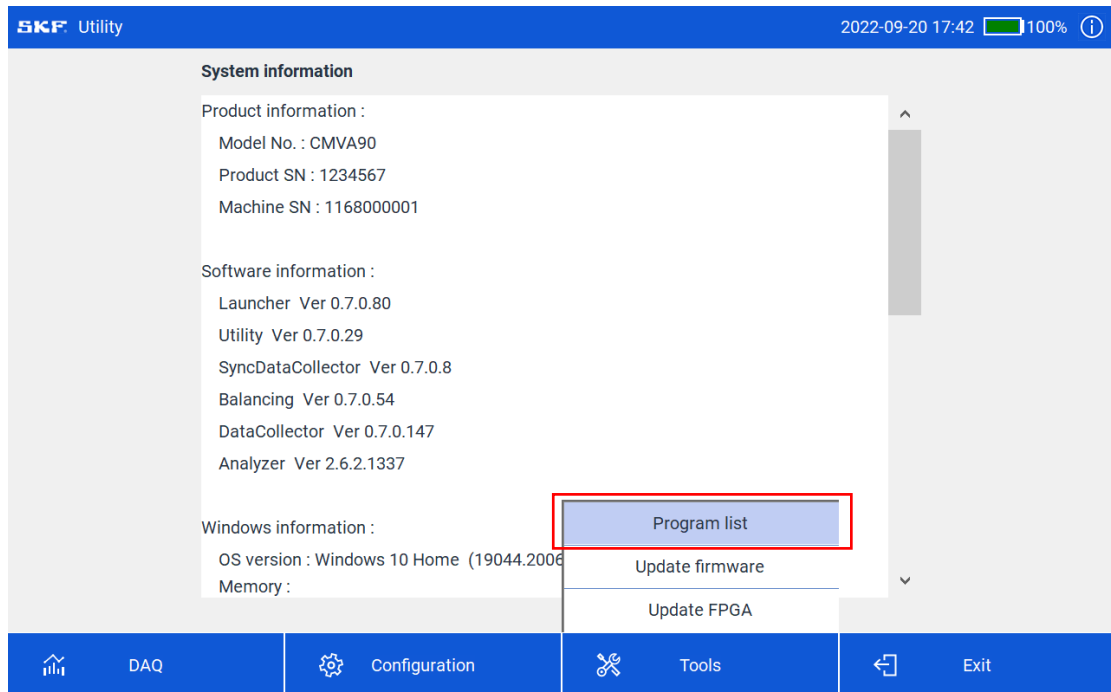 SKF. Utility
2022-09-20 17:42 100%
System information
Product information :
Model No. : CMVA90
Product SN : 1234567
Machine SN : 1168000001
Software information :
Launcher Ver 0.7.0.80
Utility Ver 0.7.0.29
SyncDataCollector Ver 0.7.0.8
Balancing Ver 0.7.0.54
DataCollector Ver 0.7.0.147
Analyzer Ver 2.6.2.1337
Windows information :
OS version : Windows 10 Home (19044.2006
Memory :
Program list
Update firmware
Update FPGA
DAQ
Configuration
Tools
Exit